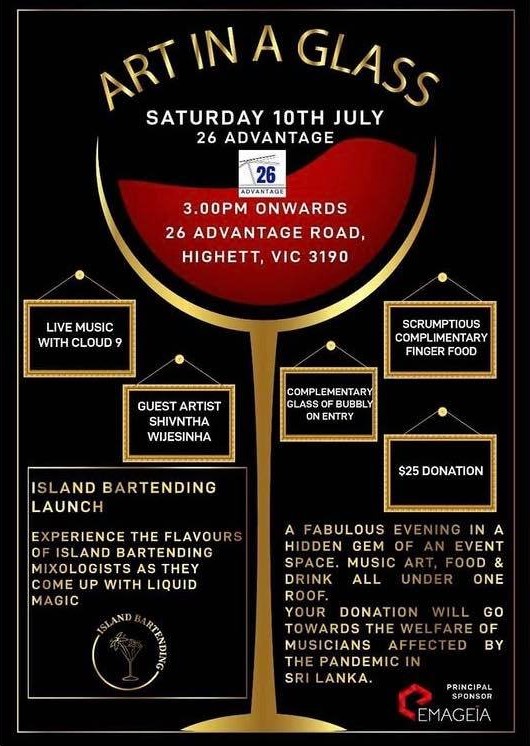 ART IN A GLASS
SATURDAY 10TH JULY
26 ADVANTAGE
26
ADVANTAGE
3.00PM ONWARDS
26 ADVANTAGE ROAD,
HIGHETT, VIC 3190
LIVE MUSIC
WITH CLOUD 9
GUEST ARTIST
SHIVNTHA
WIJESINHA
SCRUMPTIOUS
COMPLIMENTARY
FINGER FOOD
COMPLEMENTARY
GLASS OF BUBBLY
ON ENTRY
$25 DONATION
ISLAND BARTENDING
LAUNCH
EXPERIENCE THE FLAVOURS
OF ISLAND BARTENDING
MIXOLOGISTS AS THEY
COME UP WITH LIQUID
MAGIC
ISLAND BARTENDING
A FABULOUS EVENING IN A
HIDDEN GEM OF AN EVENT
SPACE. MUSIC ART, FOOD &
DRINK ALL UNDER ONE
ROOF.
YOUR DONATION WILL GO
TOWARDS THE WELFARE OF
MUSICIANS AFFECTED BY
THE PANDEMIC IN
SRI LANKA.
PRINCIPAL
SPONSOR
EMAGEÏA